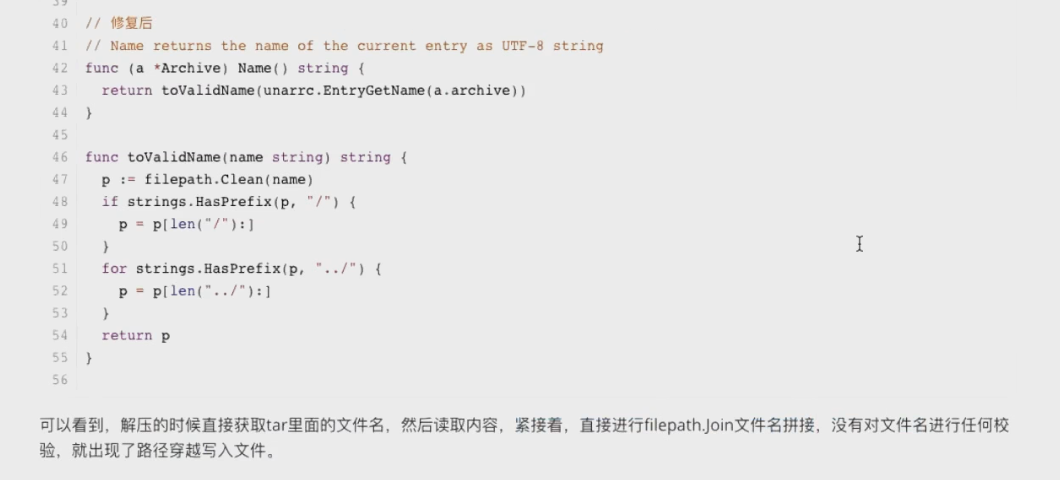 39
40 // 修复后
41 // Name returns the name of the current entry as UTF-8 string
42 func (a *Archive) Name() string {
43 return toValidName(unarrc.EntryGetName(a.archive))
44 }
45
46 func toValidName(name string) string {
47 p := filepath.Clean(name)
48 if strings.HasPrefix(p, "/") {
49 p = p[len("/"):]
50 }
51 for strings.HasPrefix(p, "../") {
52 p = p[len("../"):]
53 }
54 return p
55 }
56
可以看到，解压的时候直接获取tar里面的文件名，然后读取内容，紧接着，直接进行filepath.Join文件名拼接，没有对文件名进行任何校
验，就出现了路径穿越写入文件。